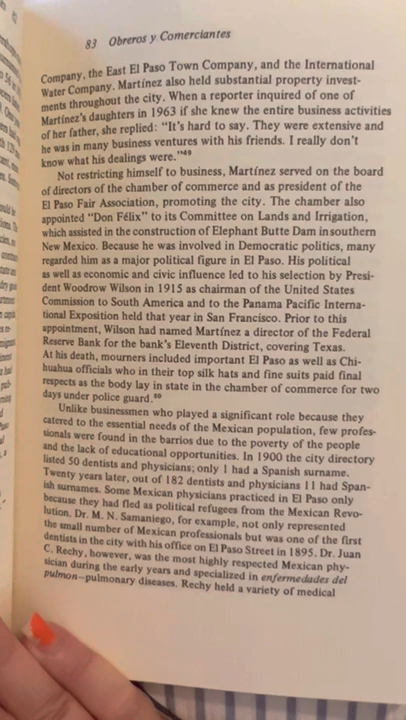 83 Obreros y Comerciantes
Company, the East El Paso Town Company, and the International
Water Company. Martínez also held substantial property invest-
ments throughout the city. When a reporter inquired of one of
Martínez's daughters in 1963 if she knew the entire business activities
of her father, she replied: "It's hard to say. They were extensive and
he was in many business ventures with his friends. I really don't
know what his dealings were."⁴⁹
Not restricting himself to business, Martínez served on the board
of directors of the chamber of commerce and as president of the
El Paso Fair Association, promoting the city. The chamber also
appointed "Don Félix" to its Committee on Lands and Irrigation,
which assisted in the construction of Elephant Butte Dam in southern
New Mexico. Because he was involved in Democratic politics, many
regarded him as a major political figure in El Paso. His political
as well as economic and civic influence led to his selection by Presi-
dent Woodrow Wilson in 1915 as chairman of the United States
Commission to South America and to the Panama Pacific Interna-
tional Exposition held that year in San Francisco. Prior to this
appointment, Wilson had named Martínez a director of the Federal
Reserve Bank for the bank's Eleventh District, covering Texas.
At his death, mourners included important El Paso as well as Chi-
huahua officials who in their top silk hats and fine suits paid final
respects as the body lay in state in the chamber of commerce for two
days under police guard.⁵⁰
Unlike businessmen who played a significant role because they
catered to the essential needs of the Mexican population, few profes-
sionals were found in the barrios due to the poverty of the people
and the lack of educational opportunities. In 1900 the city directory
listed 50 dentists and physicians; only 1 had a Spanish surname.
Twenty years later, out of 182 dentists and physicians 11 had Span-
ish surnames. Some Mexican physicians practiced in El Paso only
because they had fled as political refugees from the Mexican Revo-
lution. Dr. M. N. Samaniego, for example, not only represented
the small number of Mexican professionals but was one of the first
dentists in the city with his office on El Paso Street in 1895. Dr. Juan
C. Rechy, however, was the most highly respected Mexican phy-
sician during the early years and specialized in enfermedades del
pulmon—pulmonary diseases. Rechy held a variety of medical